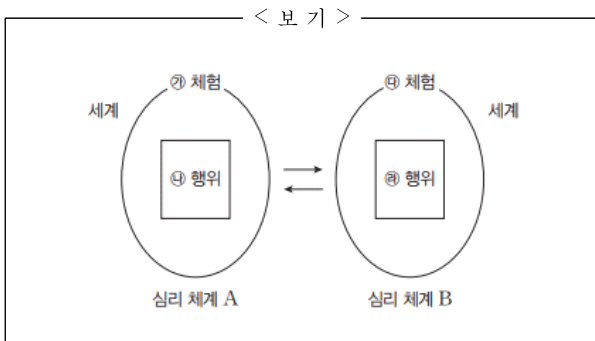 < 보 기 >
㉮ 체험 ㉰ 체험
세계 세계
㉯ 행위 ㉱ 행위
심리 체계 A 심리 체계 B